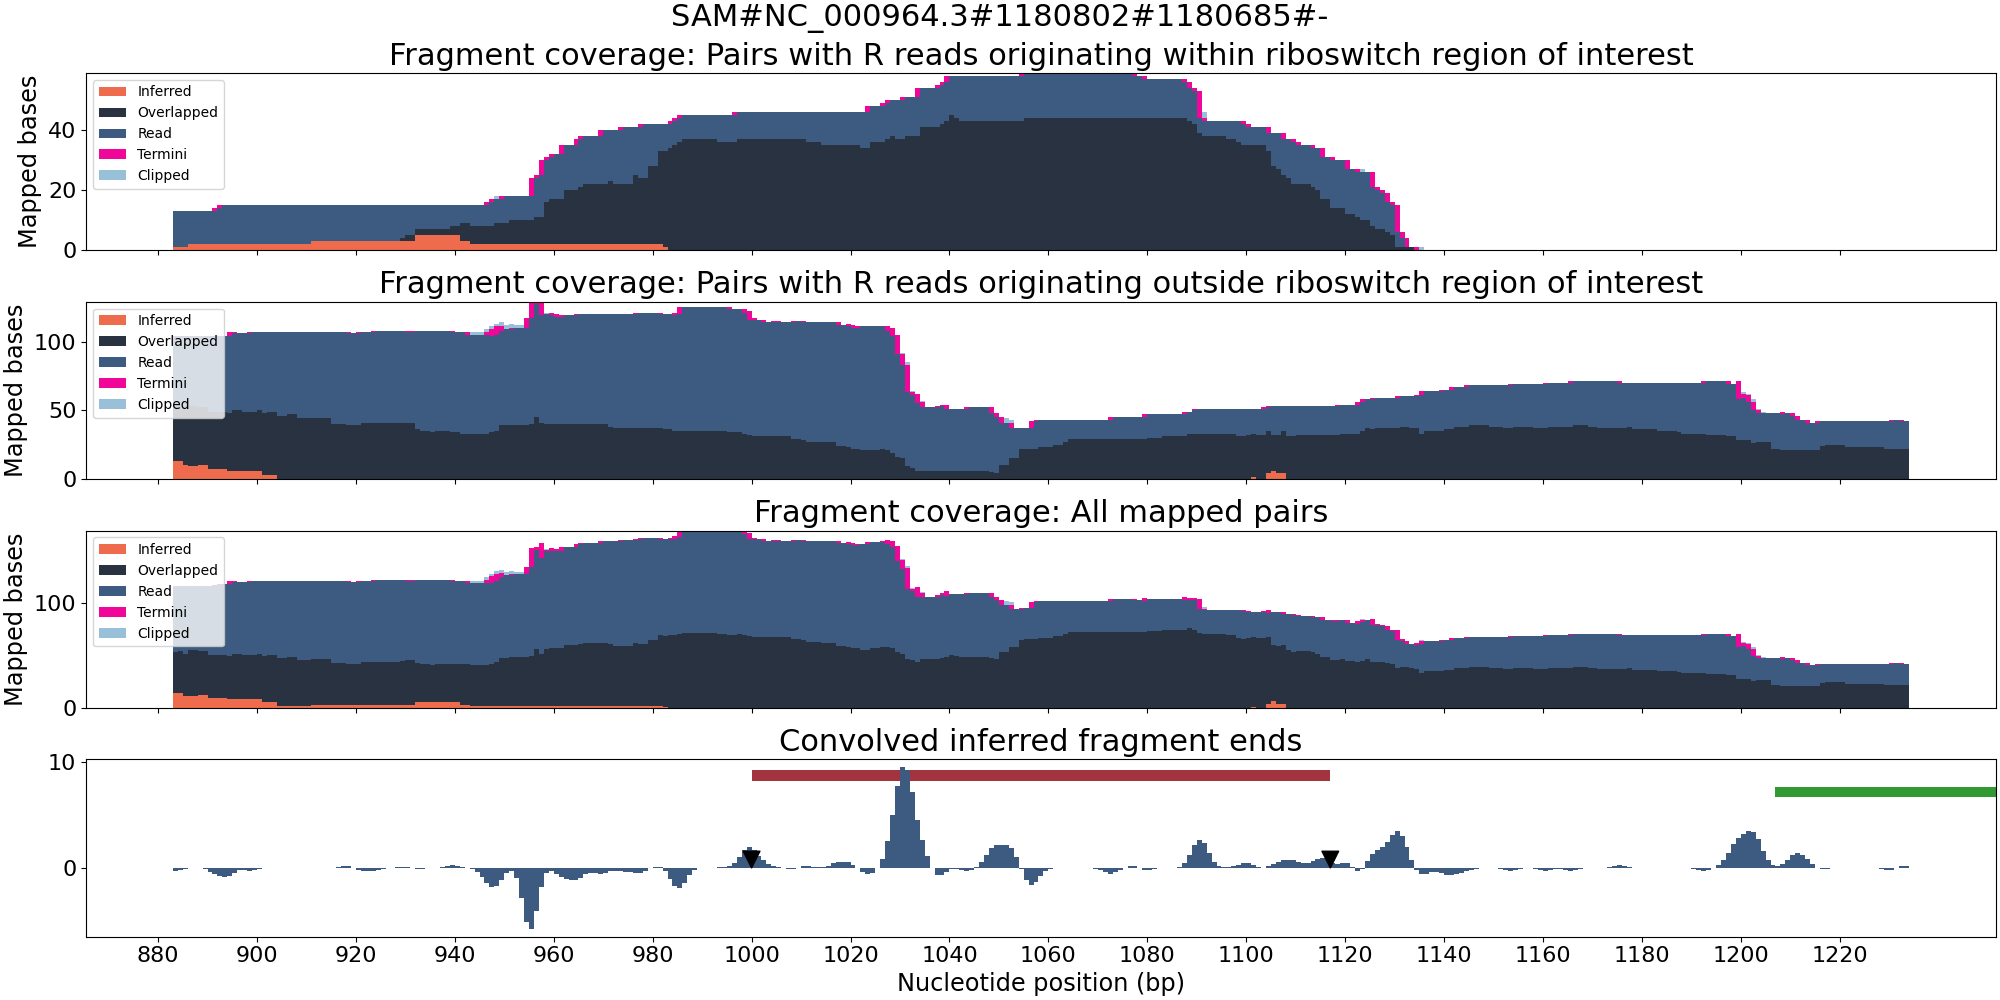 SAM#NC_000964.3#1180802#1180685#-
Fragment coverage: Pairs with R reads originating within riboswitch region of interest
Mapped bases
40
20
0
Inferred
Overlapped
Read
Termini
Clipped
Fragment coverage: Pairs with R reads originating outside riboswitch region of interest
Mapped bases
100
50
0
Inferred
Overlapped
Read
Termini
Clipped
Fragment coverage: All mapped pairs
Mapped bases
100
0
Inferred
Overlapped
Read
Termini
Clipped
Convolved inferred fragment ends
10
0
880 900 920 940 960 980 1000 1020 1040 1060 1080 1100 1120 1140 1160 1180 1200 1220
Nucleotide position (bp)